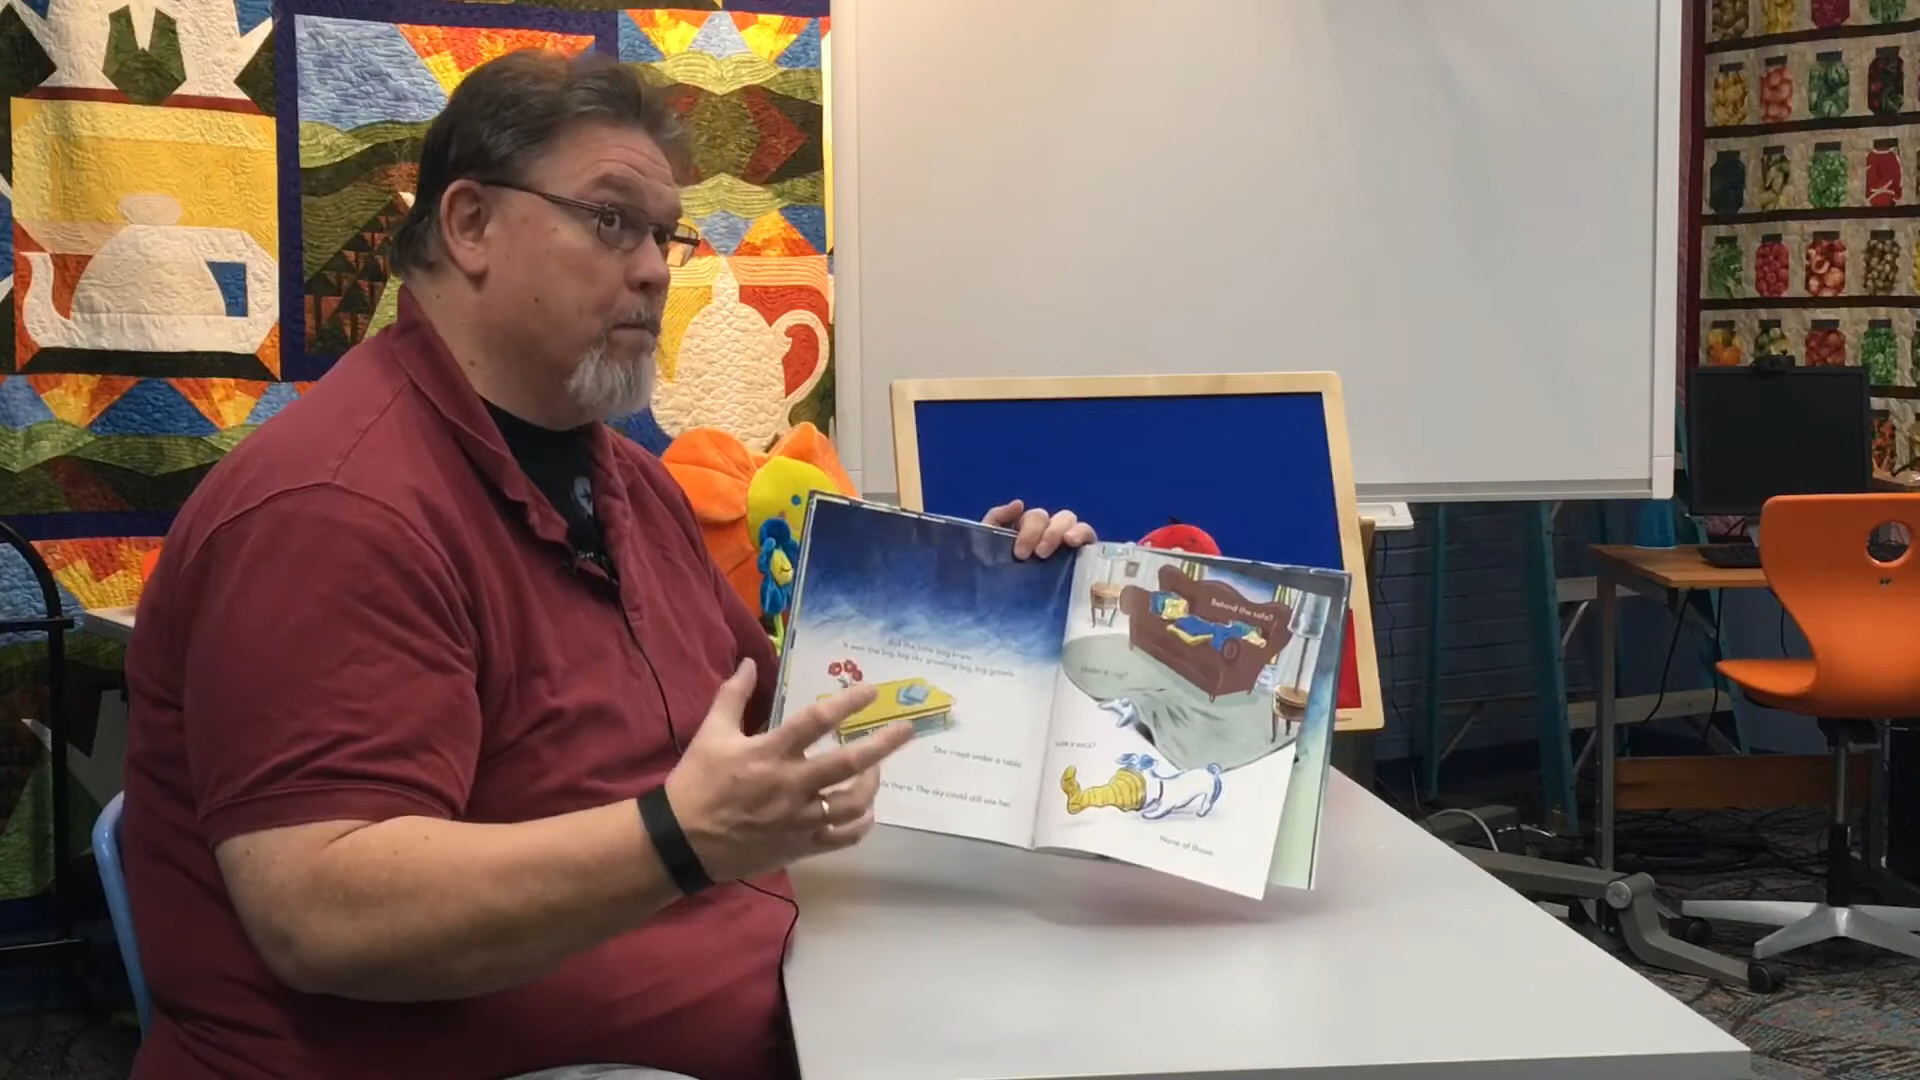 But the little dog knew.
It was the big, big sky growling big, big growls.
She crept under a table.
The sky could still see her
Behind the sofa?
Under a rug?
a sock?
None of those.